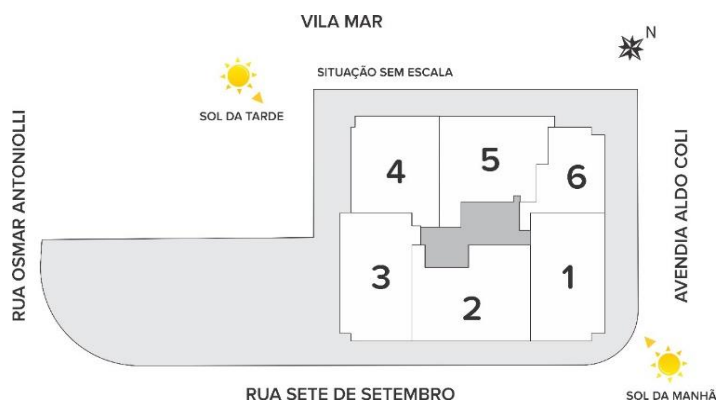 VILA MAR
N
SITUAÇÃO SEM ESCALA
SOL DA TARDE
RUA OSMAR ANTONIOLLI
4
5
6
AVENDIA ALDO COLI
3
2
1
RUA SETE DE SETEMBRO
SOL DA MANHÃ